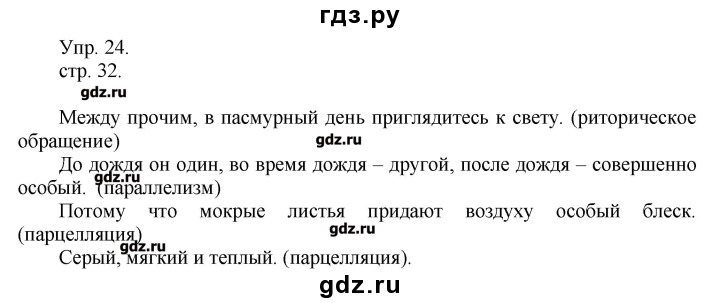 гдз.ру
Упр. 24.
стр. 32.
gdz.ru
Между прочим, в пасмурный день приглядитесь к свету. (риторическое
обращение)
gdz.ru
До дождя он один, во время дождя – другой, после дождя – совершенно
gdz.ru
особый. (параллелизм)
Потому что мокрые листья придают воздуху особый блеск.
(парцелляция)
gdz.ru
gdz.ru
Серый, мягкий и теплый. (парцелляция).
gdz.ru